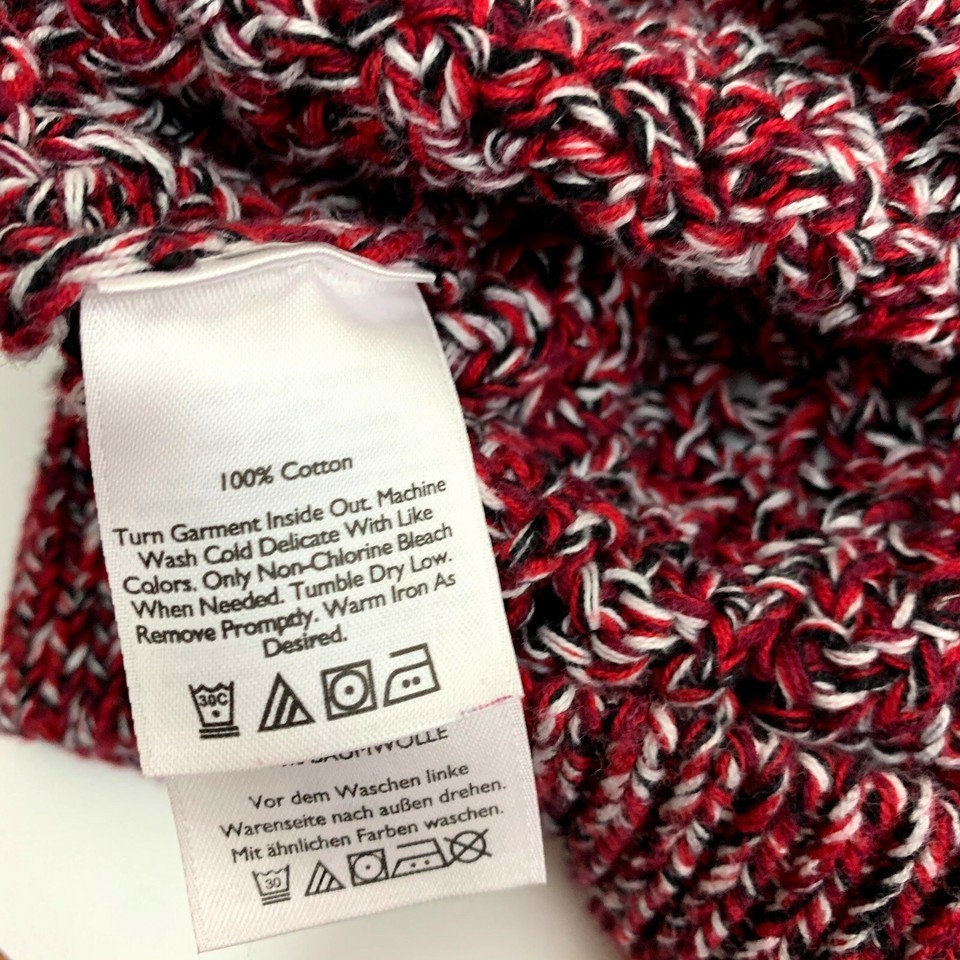 100% Cotton
Turn Garment Inside Out. Machine
Wash Cold Delicate With Like
Colors. Only Non-Chlorine Bleach
When Needed. Tumble Dry Low.
Remove Promptly. Warm Iron As
Desired.
30C
BAUMWOLLE
Vor dem Waschen linke
Warenseite nach außen drehen.
Mit ähnlichen Farben waschen.
30